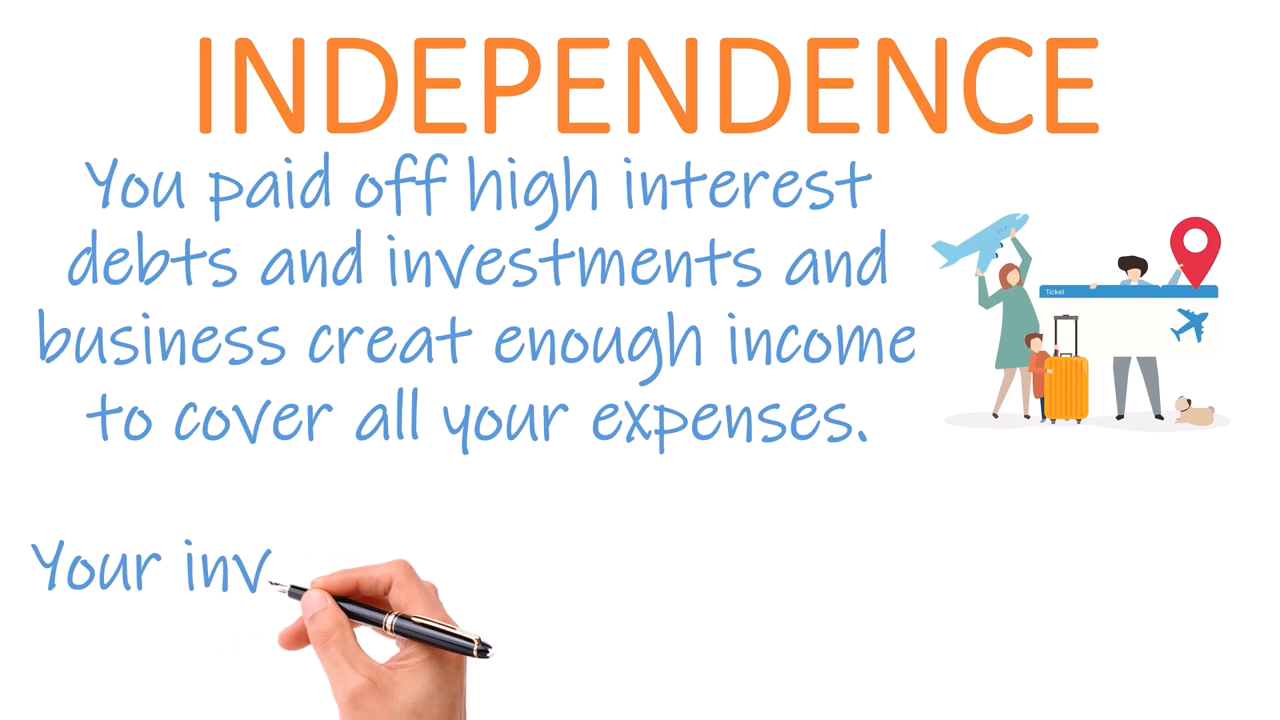 INDEPENDENCE
You paid off high interest
debts and investments and
business creat enough income
to cover all your expenses.
Ticket
Your inv